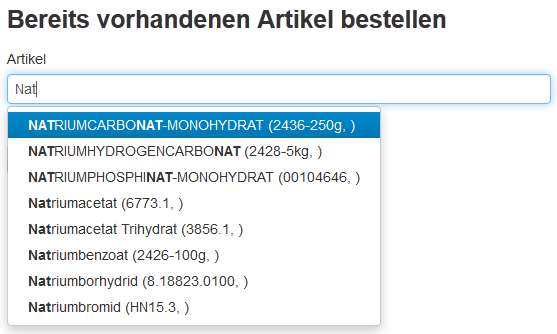 Bereits vorhandenen Artikel bestellen
Artikel
Nat
NATRIUMCARBONAT-MONOHYDRAT (2436-250g, )
NATRIUMHYDROGENCARBONAT (2428-5kg, )
NATRIUMPHOSPHINAT-MONOHYDRAT (00104646, )
Natriumacetat (6773.1, )
Natriumacetat Trihydrat (3856.1, )
Natriumbenzoat (2426-100g, )
Natriumborhydrid (8.18823.0100, )
Natriumbromid (HN15.3, )